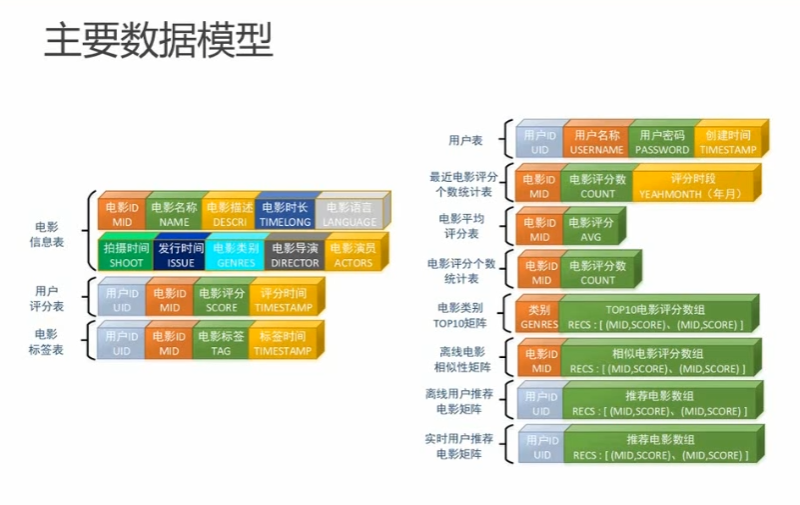 主要数据模型
电影
信息表
电影ID 电影名称 电影描述 电影时长 电影语言
MID NAME DESCRI TIMELONG LANGUAGE
拍摄时间 发行时间 电影类别 电影导演 电影演员
SHOOT ISSUE GENRES DIRECTOR ACTORS
用户
评分表
用户ID 电影ID 电影评分 评分时间
UID MID SCORE TIMESTAMP
电影
标签表
用户ID 电影ID 电影标签 标签时间
UID MID TAG TIMESTAMP
用户表
用户ID 用户名称 用户密码 创建时间
UID USERNAME PASSWORD TIMESTAMP
最近电影评分
个数统计表
电影ID 电影评分数 评分时段
MID COUNT YEAHMONTH（年月）
电影平均
评分表
电影ID 电影评分
MID AVG
电影评分个数
统计表
电影ID 电影评分数
MID COUNT
电影类别
TOP10矩阵
类别 TOP10电影评分数组
GENRES RECS : [ (MID,SCORE)、(MID,SCORE) ]
离线电影
相似性矩阵
电影ID 相似电影评分数组
MID RECS : [ (MID,SCORE)、(MID,SCORE) ]
离线用户推荐
电影矩阵
用户ID 推荐电影数组
UID RECS : [ (MID,SCORE)、(MID,SCORE) ]
实时用户推荐
电影矩阵
用户ID 推荐电影数组
UID RECS : [ (MID,SCORE)、(MID,SCORE) ]